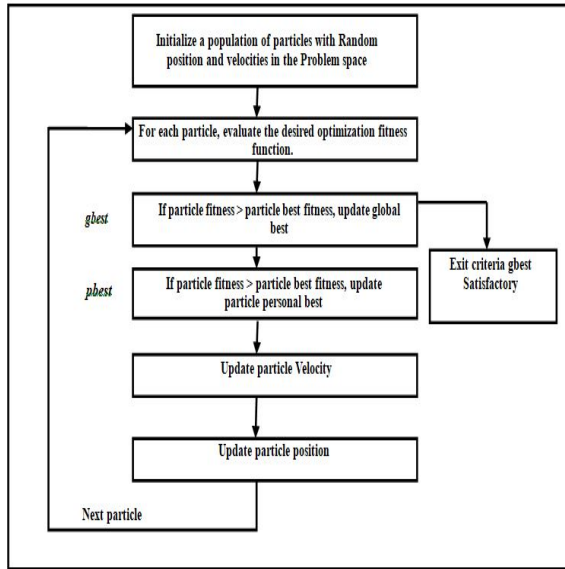 Initialize a population of particles with Random
position and velocities in the Problem space
For each particle, evaluate the desired optimization fitness
function.
gbest
If particle fitness > particle best fitness, update global
best
Exit criteria gbest
Satisfactory
pbest
If particle fitness > particle best fitness, update
particle personal best
Update particle Velocity
Update particle position
Next particle